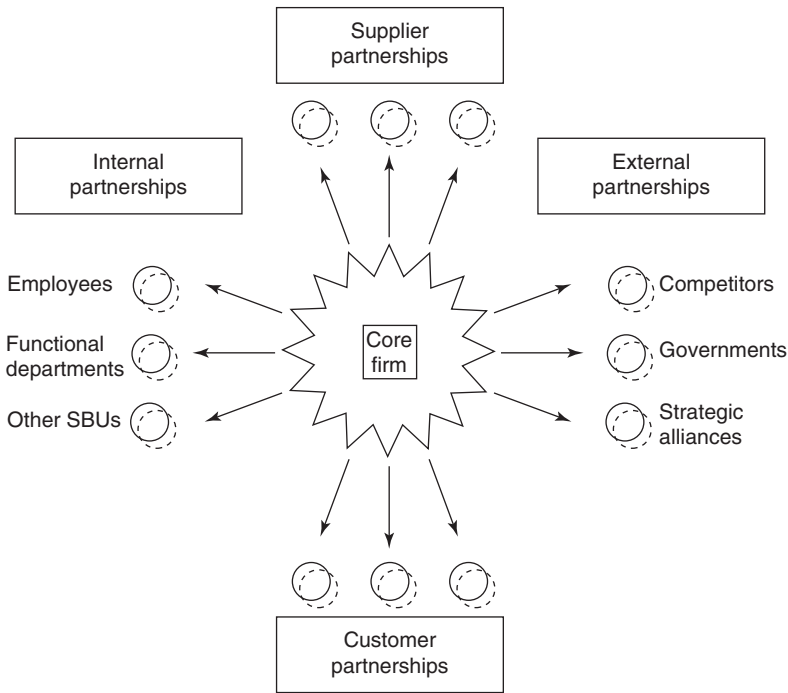 Supplier
partnerships
Internal
partnerships
External
partnerships
Employees
Functional
departments
Other SBUs
Core
firm
Competitors
Governments
Strategic
alliances
Customer
partnerships